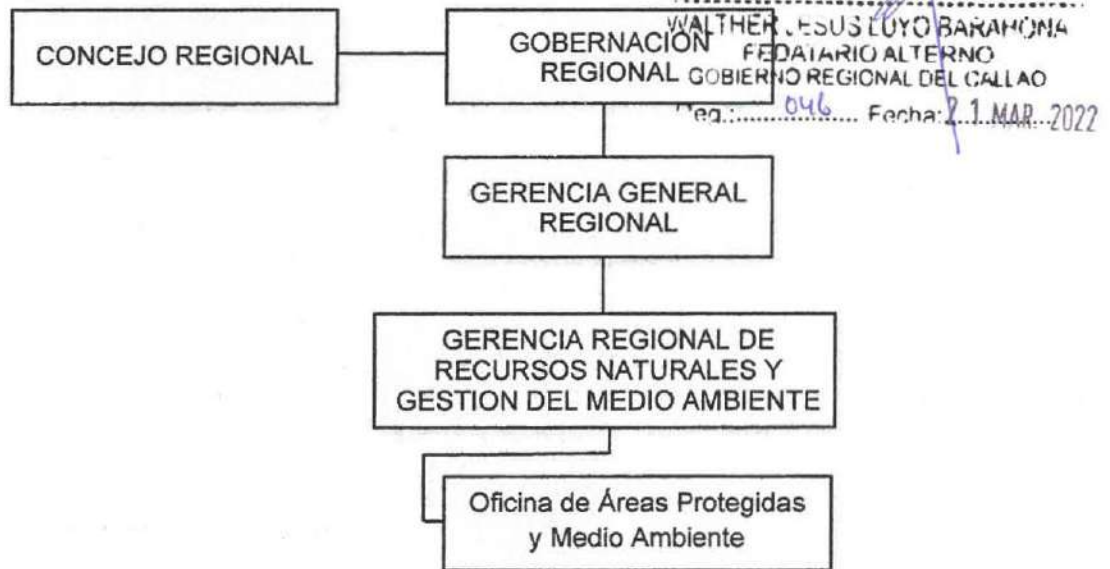 WALTHER JESUS LUYO BARAHONA
FEDATARIO ALTERNO
GOBIERNO REGIONAL DEL CALLAO
Reg.:.........046.... Fecha: 21 MAR. 2022
CONCEJO REGIONAL
GOBERNACIÓN
REGIONAL
GERENCIA GENERAL
REGIONAL
GERENCIA REGIONAL DE
RECURSOS NATURALES Y
GESTION DEL MEDIO AMBIENTE
Oficina de Áreas Protegidas
y Medio Ambiente